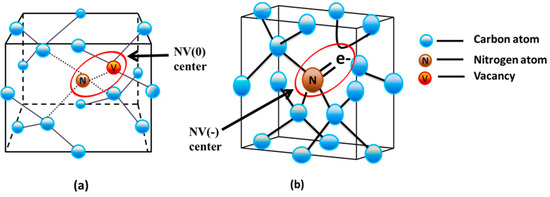 NV(0)
center
N
V
(a)
NV(-)
center
e-
N
(b)
Carbon atom
Nitrogen atom
V
Vacancy
N